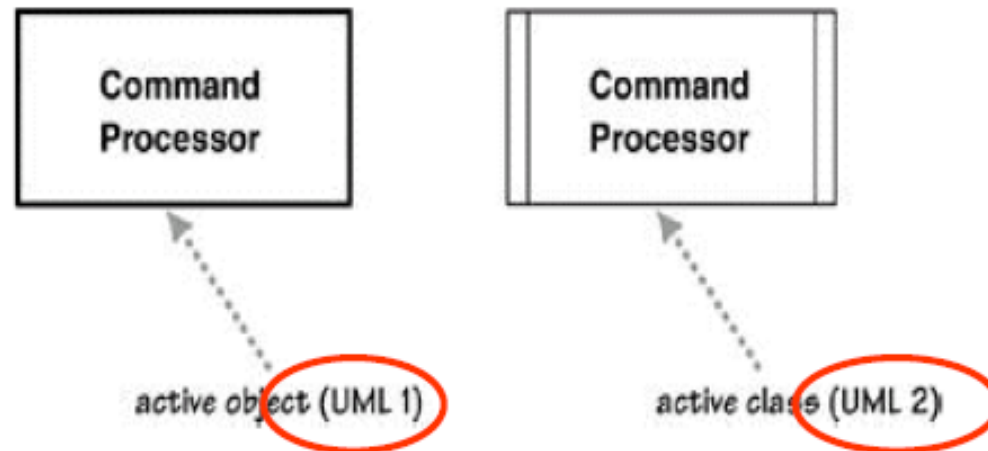 Command
Processor
Command
Processor
active object (UML 1)
active class (UML 2)